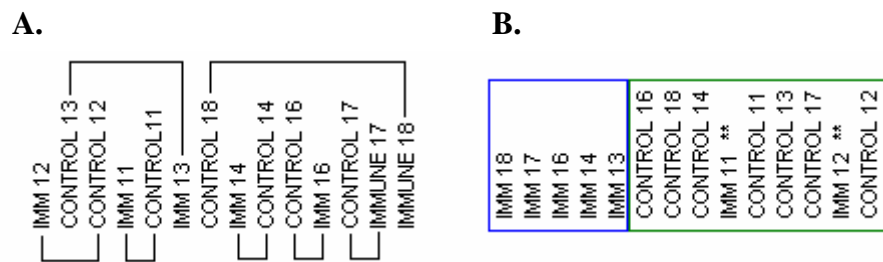 A.
B.
IMM 12
CONTROL 13
CONTROL 12
IMM 11
CONTROL11
IMM 13
CONTROL 18
IMM 14
CONTROL 14
CONTROL 16
IMM 16
CONTROL 17
IMMUNE 17
IMMUNE 18
IMM 18
IMM 17
IMM 16
IMM 14
IMM 13
CONTROL 16
CONTROL 18
CONTROL 14
IMM 11 **
CONTROL 11
CONTROL 13
CONTROL 17
IMM 12 **
CONTROL 12